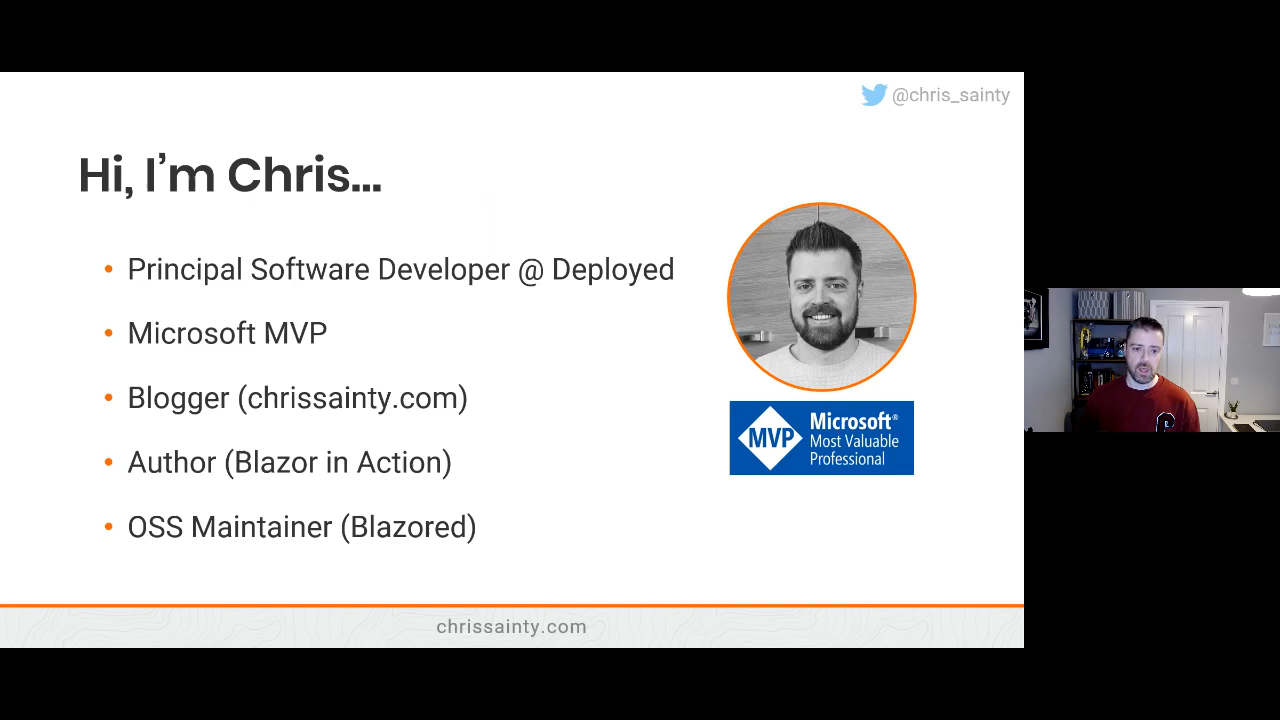 @chris_sainty
Hi, I’m Chris...
• Principal Software Developer @ Deployed
• Microsoft MVP
• Blogger (chrissainty.com)
• Author (Blazor in Action)
• OSS Maintainer (Blazored)
MVP
Microsoft®
Most Valuable
Professional
chrissainty.com